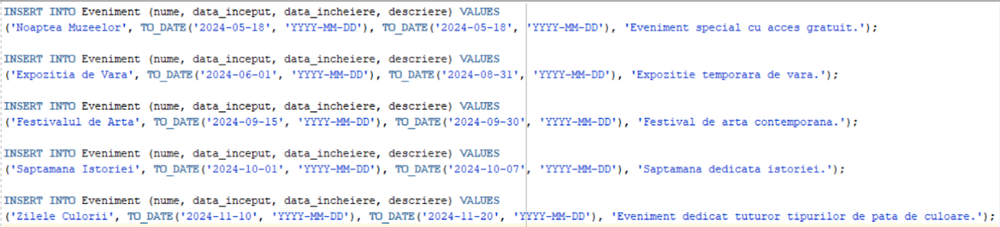 INSERT INTO Eveniment (nume, data_inceput, data_incheiere, descriere) VALUES
('Noaptea Muzeelor', TO_DATE('2024-05-18', 'YYYY-MM-DD'), TO_DATE('2024-05-18', 'YYYY-MM-DD'), 'Eveniment special cu acces gratuit.');
INSERT INTO Eveniment (nume, data_inceput, data_incheiere, descriere) VALUES
('Expozitia de Vara', TO_DATE('2024-06-01', 'YYYY-MM-DD'), TO_DATE('2024-08-31', 'YYYY-MM-DD'), 'Expozitie temporara de vara.');
INSERT INTO Eveniment (nume, data_inceput, data_incheiere, descriere) VALUES
('Festivalul de Arta', TO_DATE('2024-09-15', 'YYYY-MM-DD'), TO_DATE('2024-09-30', 'YYYY-MM-DD'), 'Festival de arta contemporana.');
INSERT INTO Eveniment (nume, data_inceput, data_incheiere, descriere) VALUES
('Saptamana Istoriei', TO_DATE('2024-10-01', 'YYYY-MM-DD'), TO_DATE('2024-10-07', 'YYYY-MM-DD'), 'Saptamana dedicata istoriei.');
INSERT INTO Eveniment (nume, data_inceput, data_incheiere, descriere) VALUES
('Zilele Culorii', TO_DATE('2024-11-10', 'YYYY-MM-DD'), TO_DATE('2024-11-20', 'YYYY-MM-DD'), 'Eveniment dedicat tuturor tipurilor de pata de culoare.');